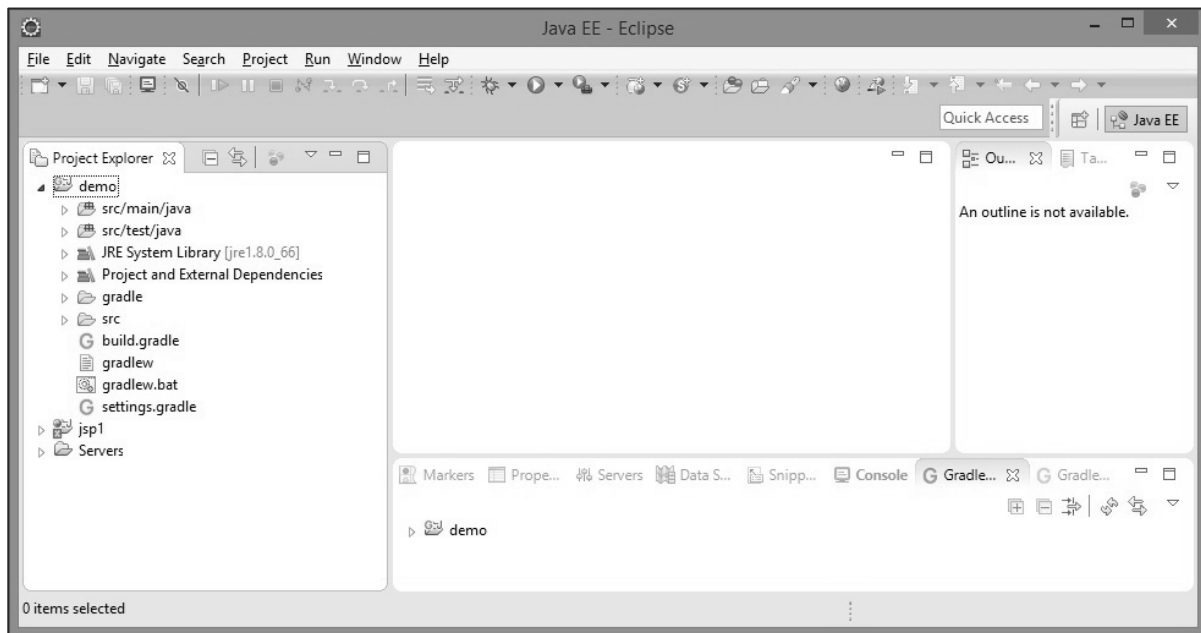 Java EE - Eclipse
File Edit Navigate Search Project Run Window Help
Quick Access
Java EE
Project Explorer
demo
src/main/java
src/test/java
JRE System Library [jre1.8.0_66]
Project and External Dependencies
gradle
src
build.gradle
gradlew
gradlew.bat
settings.gradle
jsp1
Servers
Ou... Ta...
An outline is not available.
Markers Prope... Servers Data S... Snipp... Console Gradle... Gradle...
demo
0 items selected